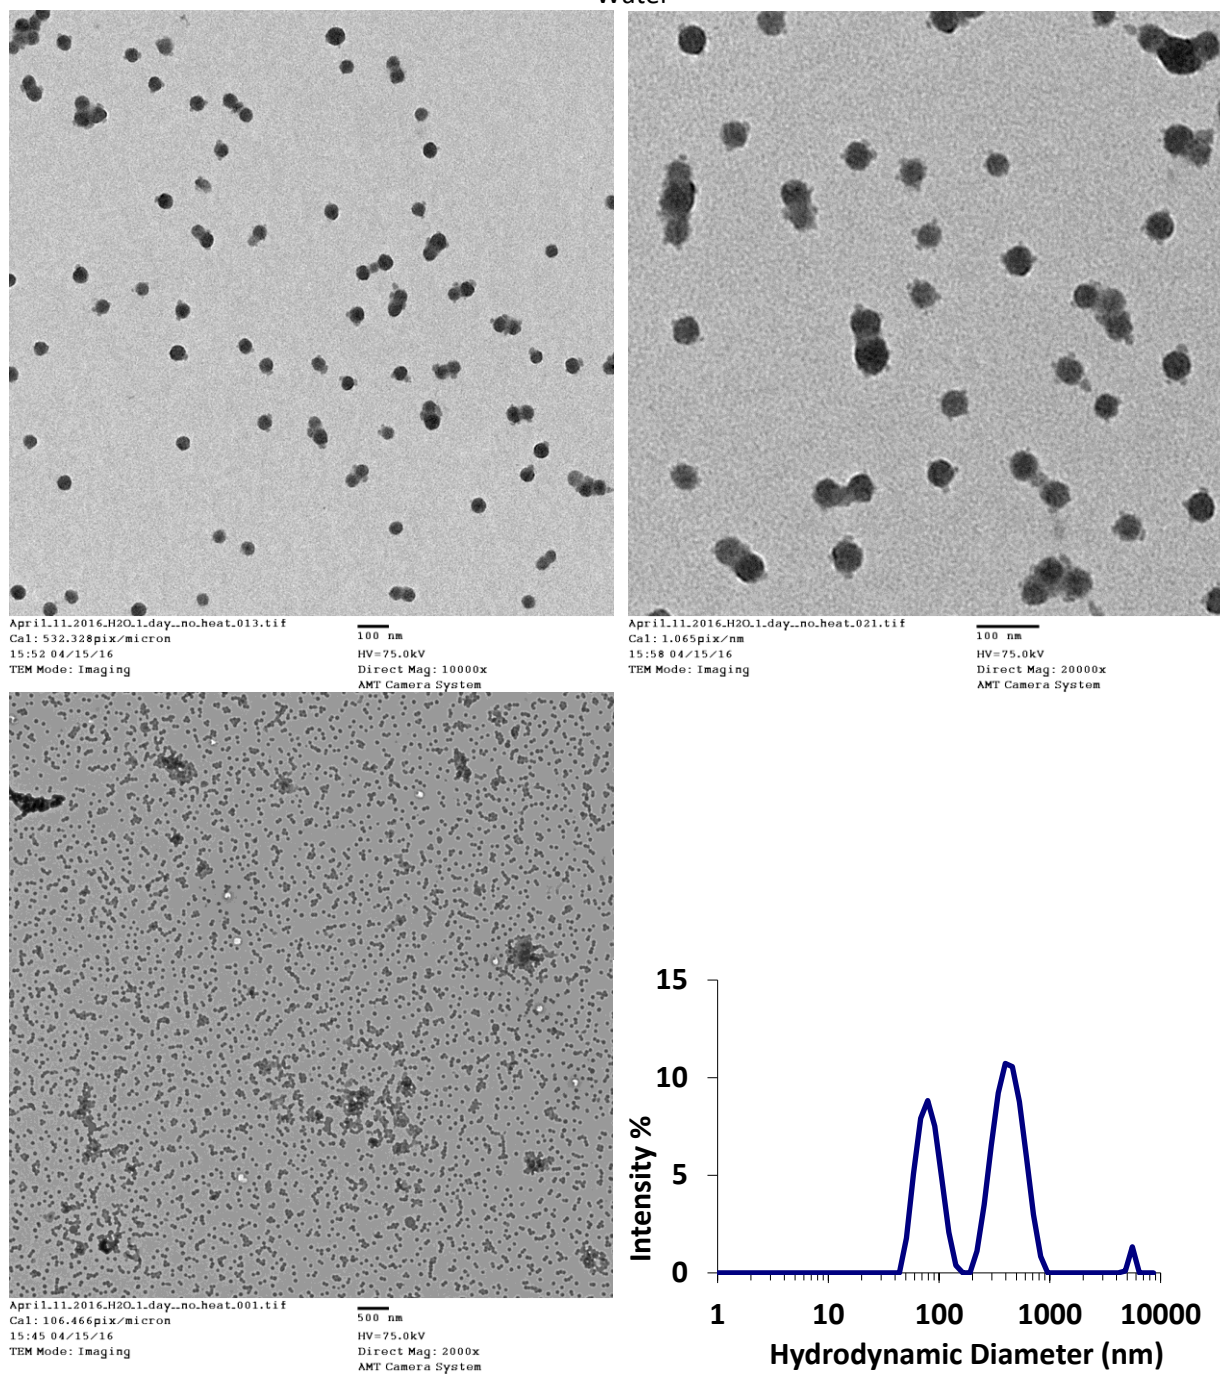 Water
April_11_2016_H2O_1_day__no_heat_013.tif
Cal: 532.328pix/micron
15:52 04/15/16
TEM Mode: Imaging
100 nm
HV=75.0kV
Direct Mag: 10000x
AMT Camera System
April_11_2016_H2O_1_day__no_heat_021.tif
Cal: 1.065pix/nm
15:58 04/15/16
TEM Mode: Imaging
100 nm
HV=75.0kV
Direct Mag: 20000x
AMT Camera System
April_11_2016_H2O_1_day__no_heat_001.tif
Cal: 106.466pix/micron
15:45 04/15/16
TEM Mode: Imaging
500 nm
HV=75.0kV
Direct Mag: 2000x
AMT Camera System
15
10
5
0
Intensity %
1 10 100 1000 10000
Hydrodynamic Diameter (nm)